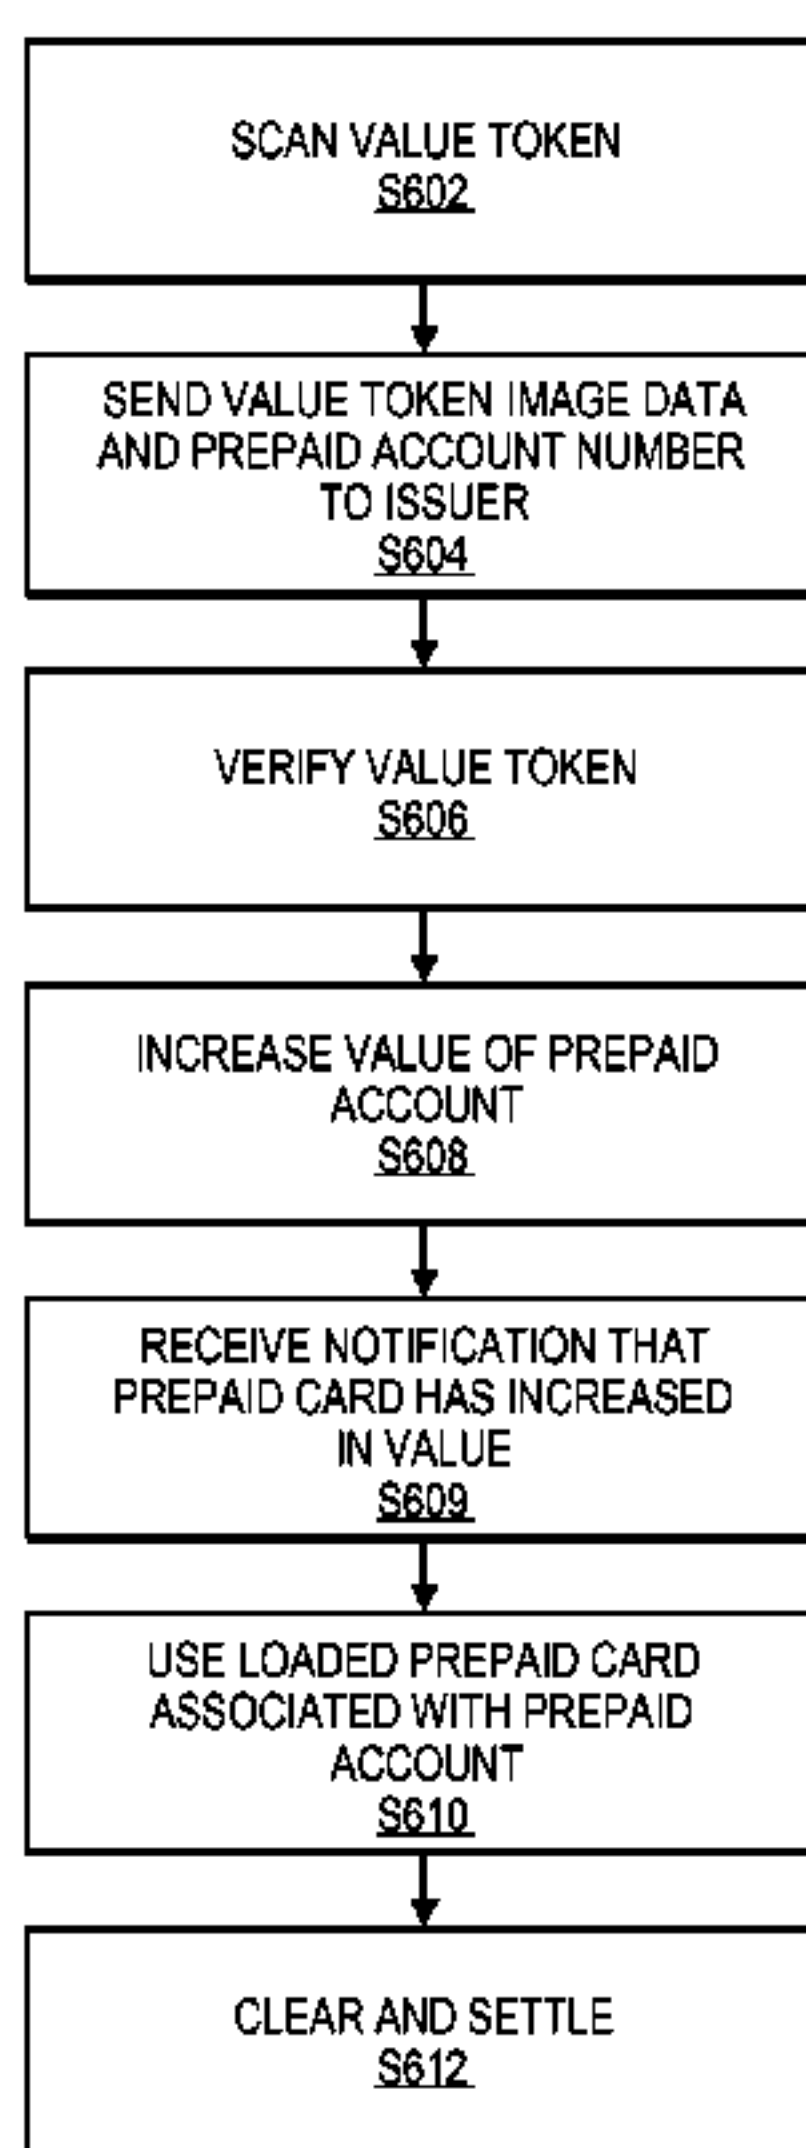 SCAN VALUE TOKEN
S602
SEND VALUE TOKEN IMAGE DATA
AND PREPAID ACCOUNT NUMBER
TO ISSUER
S604
VERIFY VALUE TOKEN
S606
INCREASE VALUE OF PREPAID
ACCOUNT
S608
RECEIVE NOTIFICATION THAT
PREPAID CARD HAS INCREASED
IN VALUE
S609
USE LOADED PREPAID CARD
ASSOCIATED WITH PREPAID
ACCOUNT
S610
CLEAR AND SETTLE
S612